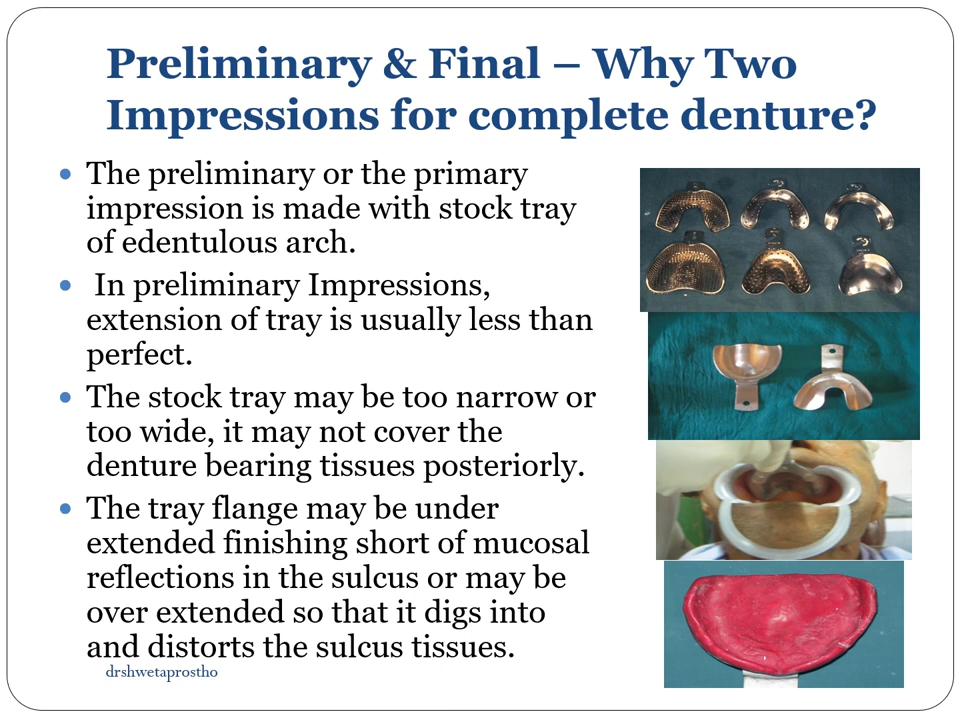 Preliminary & Final – Why Two
Impressions for complete denture?
• The preliminary or the primary
impression is made with stock tray
of edentulous arch.
• In preliminary Impressions,
extension of tray is usually less than
perfect.
• The stock tray may be too narrow or
too wide, it may not cover the
denture bearing tissues posteriorly.
• The tray flange may be under
extended finishing short of mucosal
reflections in the sulcus or may be
over extended so that it digs into
and distorts the sulcus tissues.
drshwetaprostho